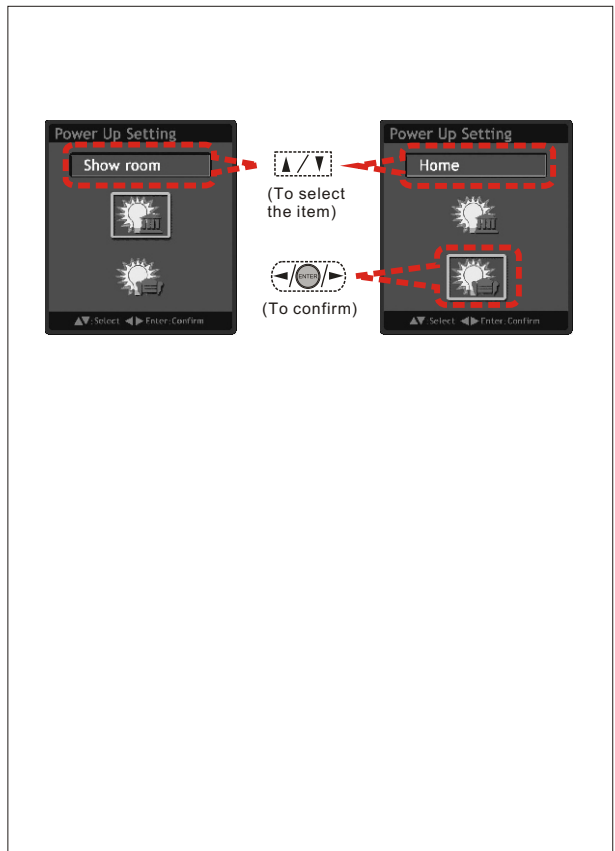 Power Up Setting
Show room
▲▼:Select ◀▶ Enter:Confirm
▲/▼
(To select
the item)
◄/ENTER/►
(To confirm)
Power Up Setting
Home
▲▼:Select ◀▶ Enter:Confirm